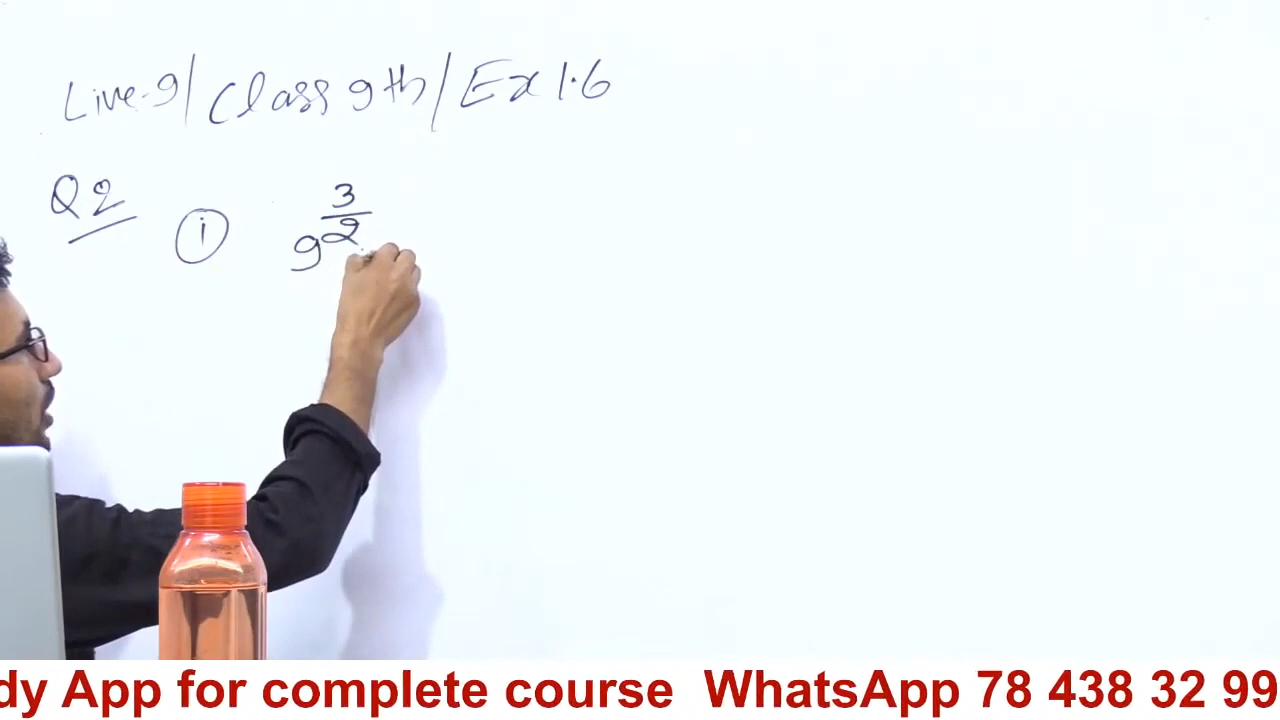 Live-9/ Class 9th/ Ex 1.6
Q2 (i) 9^(3/2)
dy App for complete course WhatsApp 78 438 32 99